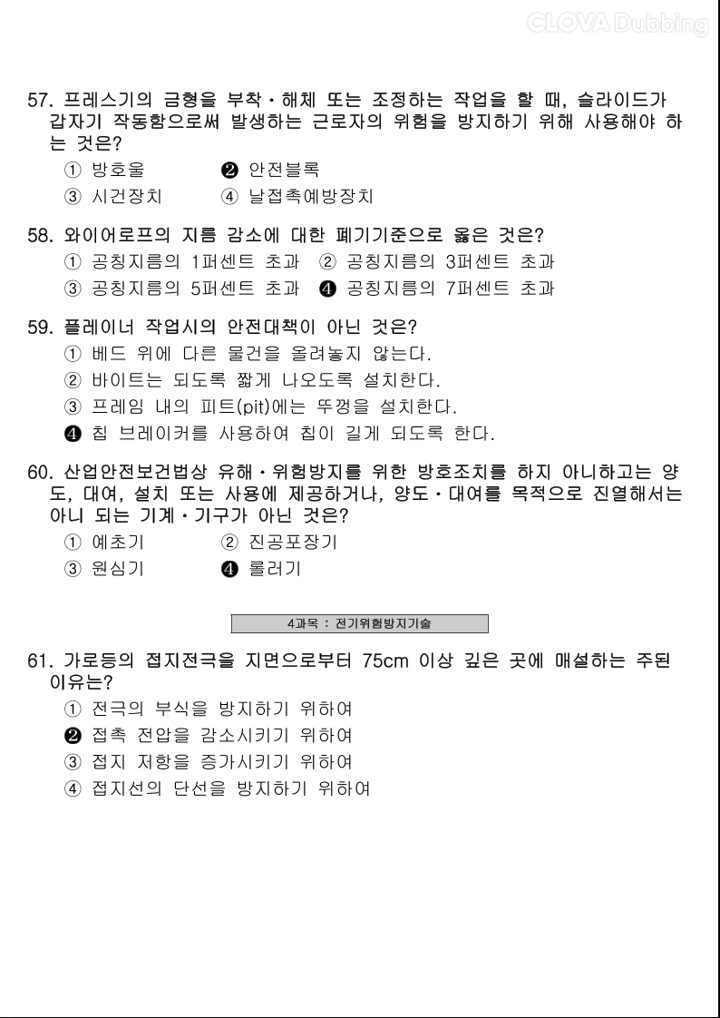 CLOVA Dubbing
57. 프레스기의 금형을 부착·해체 또는 조정하는 작업을 할 때, 슬라이드가
갑자기 작동함으로써 발생하는 근로자의 위험을 방지하기 위해 사용해야 하
는 것은?
① 방호울 ❷ 안전블록
③ 시건장치 ④ 날접촉예방장치
58. 와이어로프의 지름 감소에 대한 폐기기준으로 옳은 것은?
① 공칭지름의 1퍼센트 초과 ② 공칭지름의 3퍼센트 초과
③ 공칭지름의 5퍼센트 초과 ❹ 공칭지름의 7퍼센트 초과
59. 플레이너 작업시의 안전대책이 아닌 것은?
① 베드 위에 다른 물건을 올려놓지 않는다.
② 바이트는 되도록 짧게 나오도록 설치한다.
③ 프레임 내의 피트(pit)에는 뚜껑을 설치한다.
❹ 칩 브레이커를 사용하여 칩이 길게 되도록 한다.
60. 산업안전보건법상 유해·위험방지를 위한 방호조치를 하지 아니하고는 양
도, 대여, 설치 또는 사용에 제공하거나, 양도·대여를 목적으로 진열해서는
아니 되는 기계·기구가 아닌 것은?
① 예초기 ② 진공포장기
③ 원심기 ❹ 롤러기
4과목 : 전기위험방지기술
61. 가로등의 접지전극을 지면으로부터 75cm 이상 깊은 곳에 매설하는 주된
이유는?
① 전극의 부식을 방지하기 위하여
❷ 접촉 전압을 감소시키기 위하여
③ 접지 저항을 증가시키기 위하여
④ 접지선의 단선을 방지하기 위하여